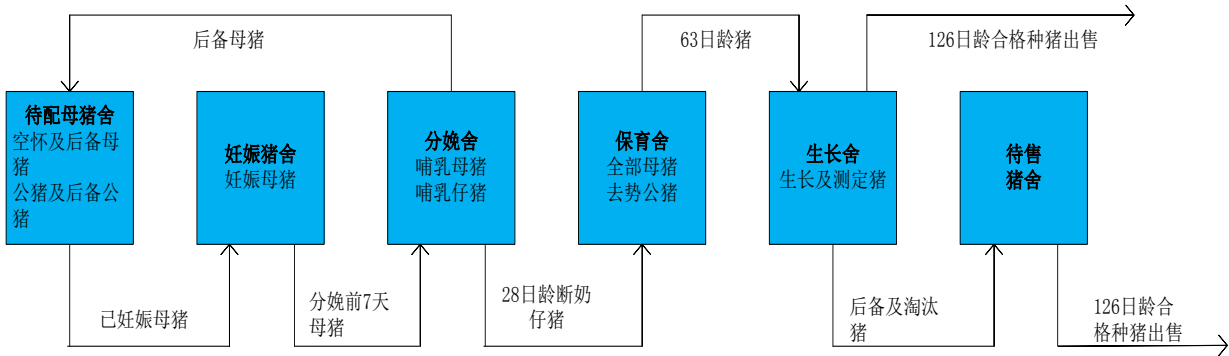 后备母猪
63日龄猪
126日龄合格种猪出售
待配母猪舍
空怀及后备母
猪
公猪及后备公
猪
妊娠猪舍
妊娠母猪
分娩舍
哺乳母猪
哺乳仔猪
保育舍
全部母猪
去势公猪
生长舍
生长及测定猪
待售
猪舍
已妊娠母猪
分娩前7天
母猪
28日龄断奶
仔猪
后备及淘汰
猪
126日龄合
格种猪出售